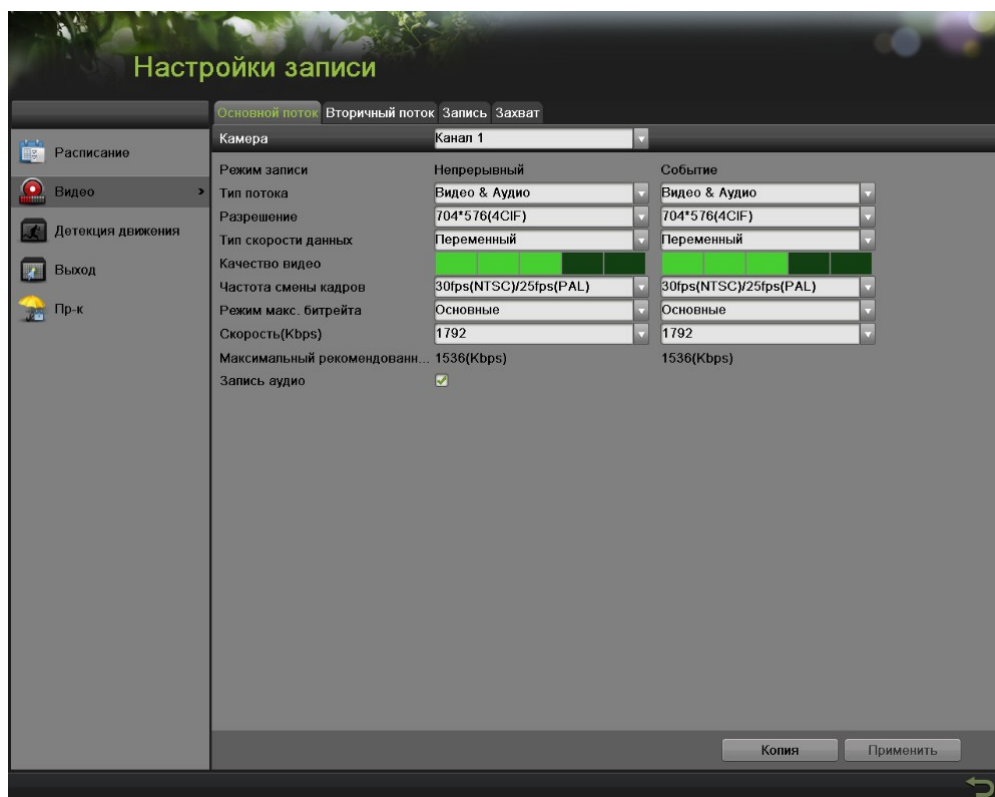 Настройки записи
Основной поток Вторичный поток Запись Захват
Камера Канал 1
Расписание
Видео
Детекция движения
Выход
Пр-к
Режим записи Непрерывный Событие
Тип потока Видео & Аудио Видео & Аудио
Разрешение 704*576(4CIF) 704*576(4CIF)
Тип скорости данных Переменный Переменный
Качество видео
Частота смены кадров 30fps(NTSC)/25fps(PAL) 30fps(NTSC)/25fps(PAL)
Режим макс. битрейта Основные Основные
Скорость(Kbps) 1792 1792
Максимальный рекомендованн... 1536(Kbps) 1536(Kbps)
Запись аудио
Копия Применить